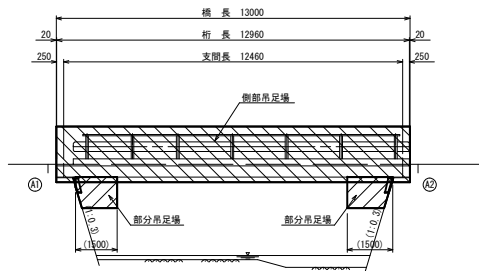 橋 長 13000
20 桁 長 12960 20
250 支間長 12460 250
側部吊足場
A1 A2
部分吊足場 部分吊足場
(1:0.3) (1:0.3)
(1500) (1500)